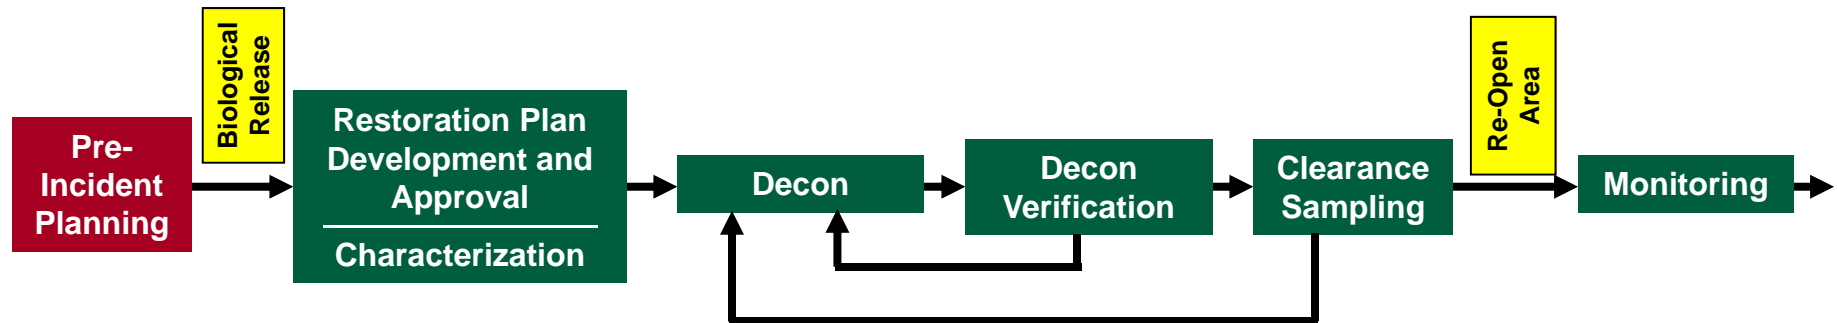 Pre-
Incident
Planning
Biological
Release
Restoration Plan
Development and
Approval
Characterization
Decon
Decon
Verification
Clearance
Sampling
Re-Open
Area
Monitoring